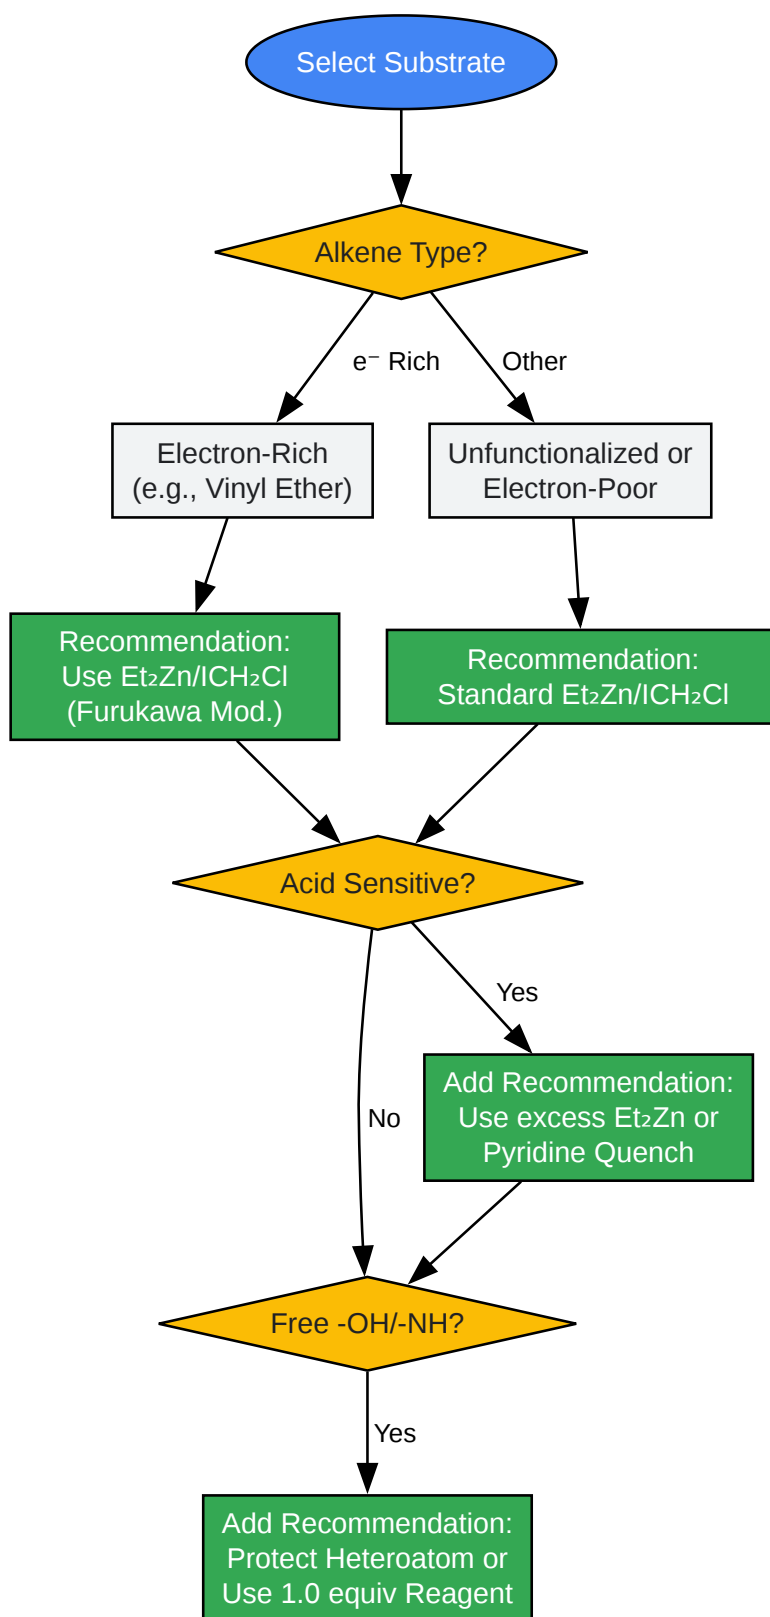 Select Substrate
Alkene Type?
e⁻ Rich
Other
Electron-Rich
(e.g., Vinyl Ether)
Unfunctionalized or
Electron-Poor
Recommendation:
Use Et₂Zn/ICH₂Cl
(Furukawa Mod.)
Recommendation:
Standard Et₂Zn/ICH₂Cl
Acid Sensitive?
Yes
No
Add Recommendation:
Use excess Et₂Zn or
Pyridine Quench
Free -OH/-NH?
Yes
Add Recommendation:
Protect Heteroatom or
Use 1.0 equiv Reagent